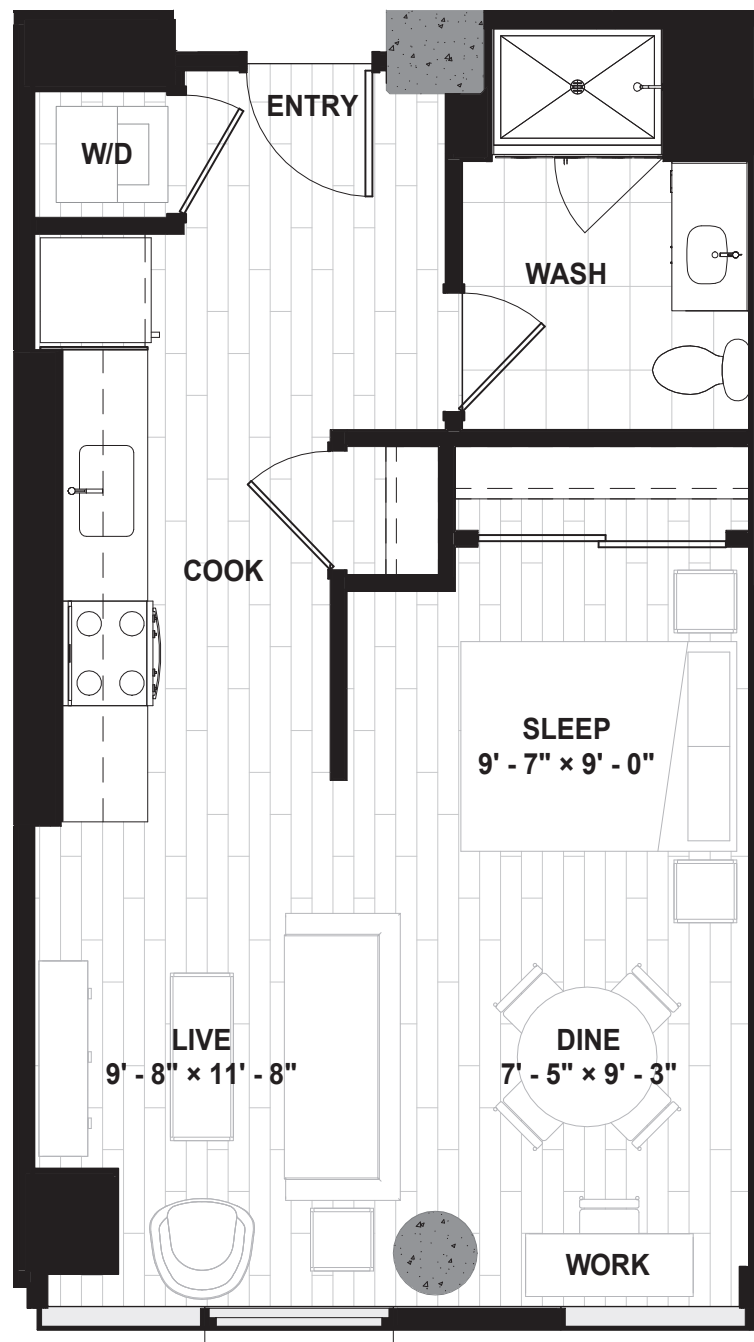 ENTRY
W/D
WASH
COOK
SLEEP
9' - 7" × 9' - 0"
LIVE
9' - 8" × 11' - 8"
DINE
7' - 5" × 9' - 3"
WORK